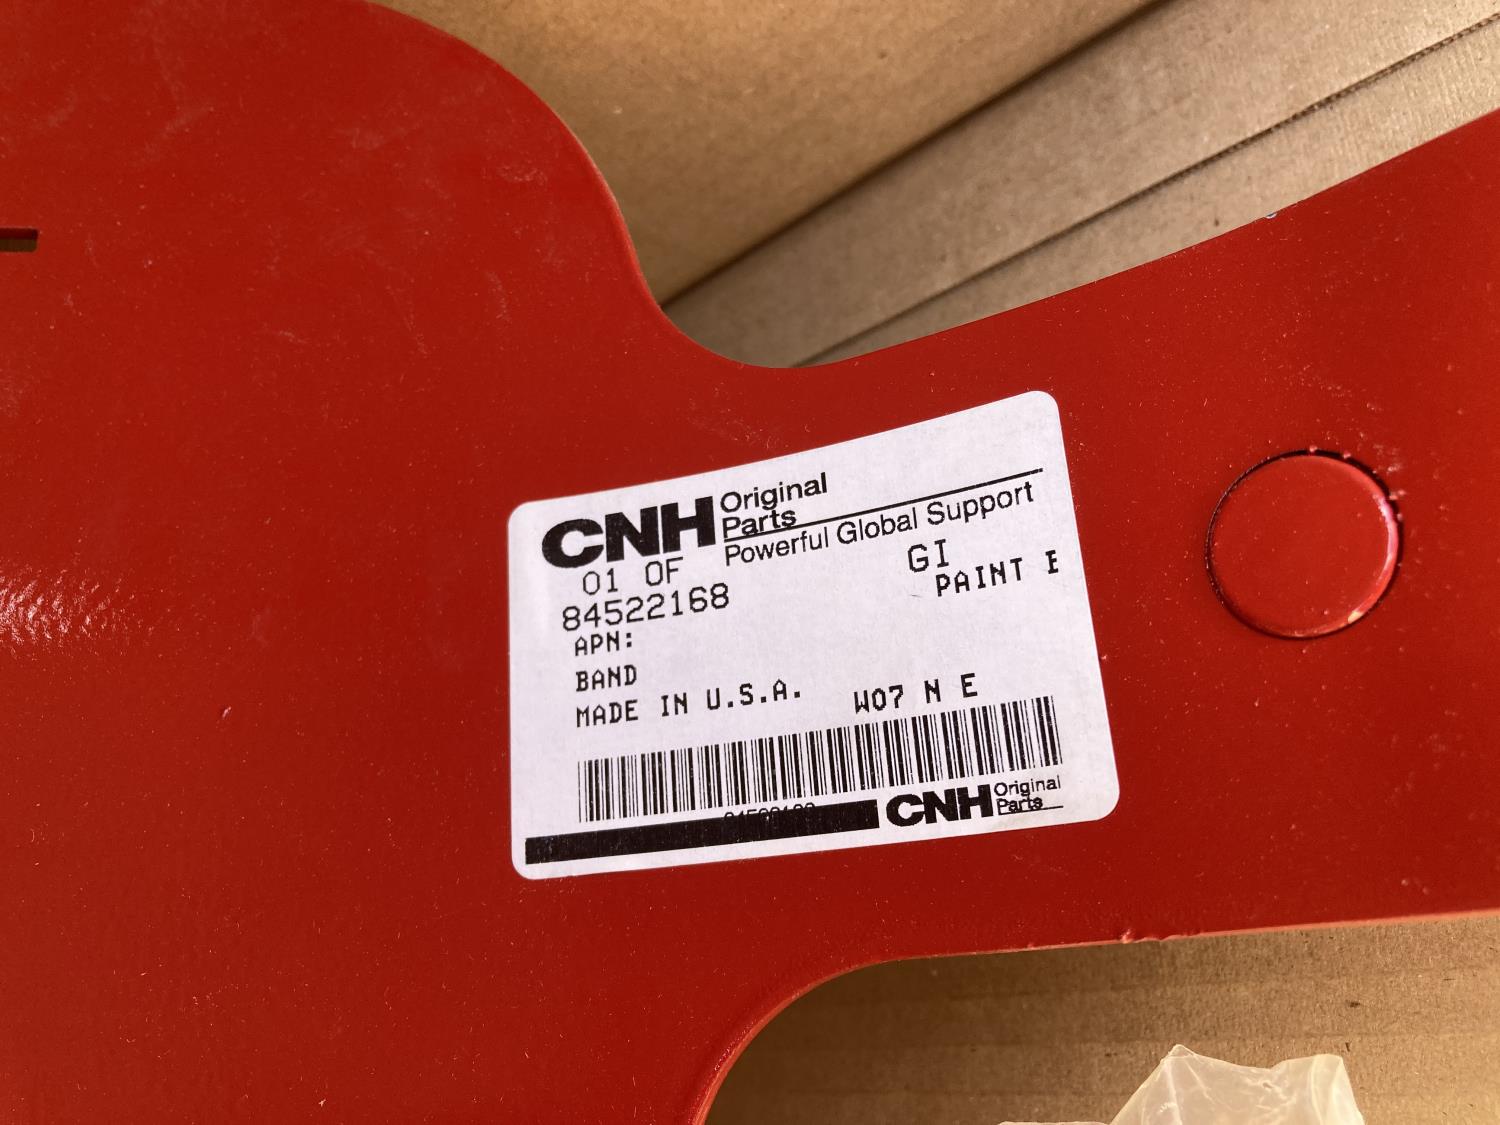 CNH Original Parts
Powerful Global Support
01 OF GI
84522168 PAINT E
APN:
BAND
MADE IN U.S.A. W07 N E
CNH Original Parts